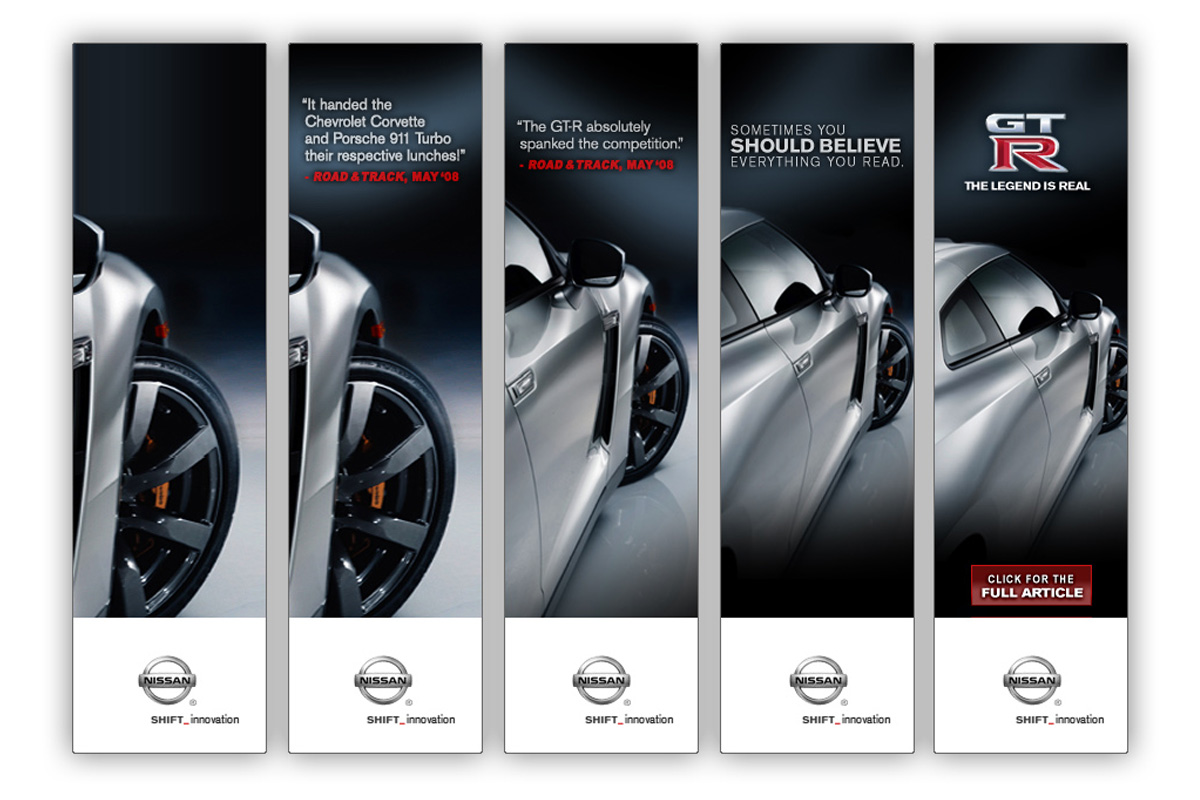 NISSAN
®
SHIFT_innovation
“It handed the
Chevrolet Corvette
and Porsche 911 Turbo
their respective lunches!”
- ROAD & TRACK, MAY ‘08
NISSAN
®
SHIFT_innovation
“The GT-R absolutely
spanked the competition.”
- ROAD & TRACK, MAY ‘08
NISSAN
®
SHIFT_innovation
SOMETIMES YOU
SHOULD BELIEVE
EVERYTHING YOU READ.
NISSAN
®
SHIFT_innovation
GT
R
THE LEGEND IS REAL
CLICK FOR THE
FULL ARTICLE
NISSAN
®
SHIFT_innovation